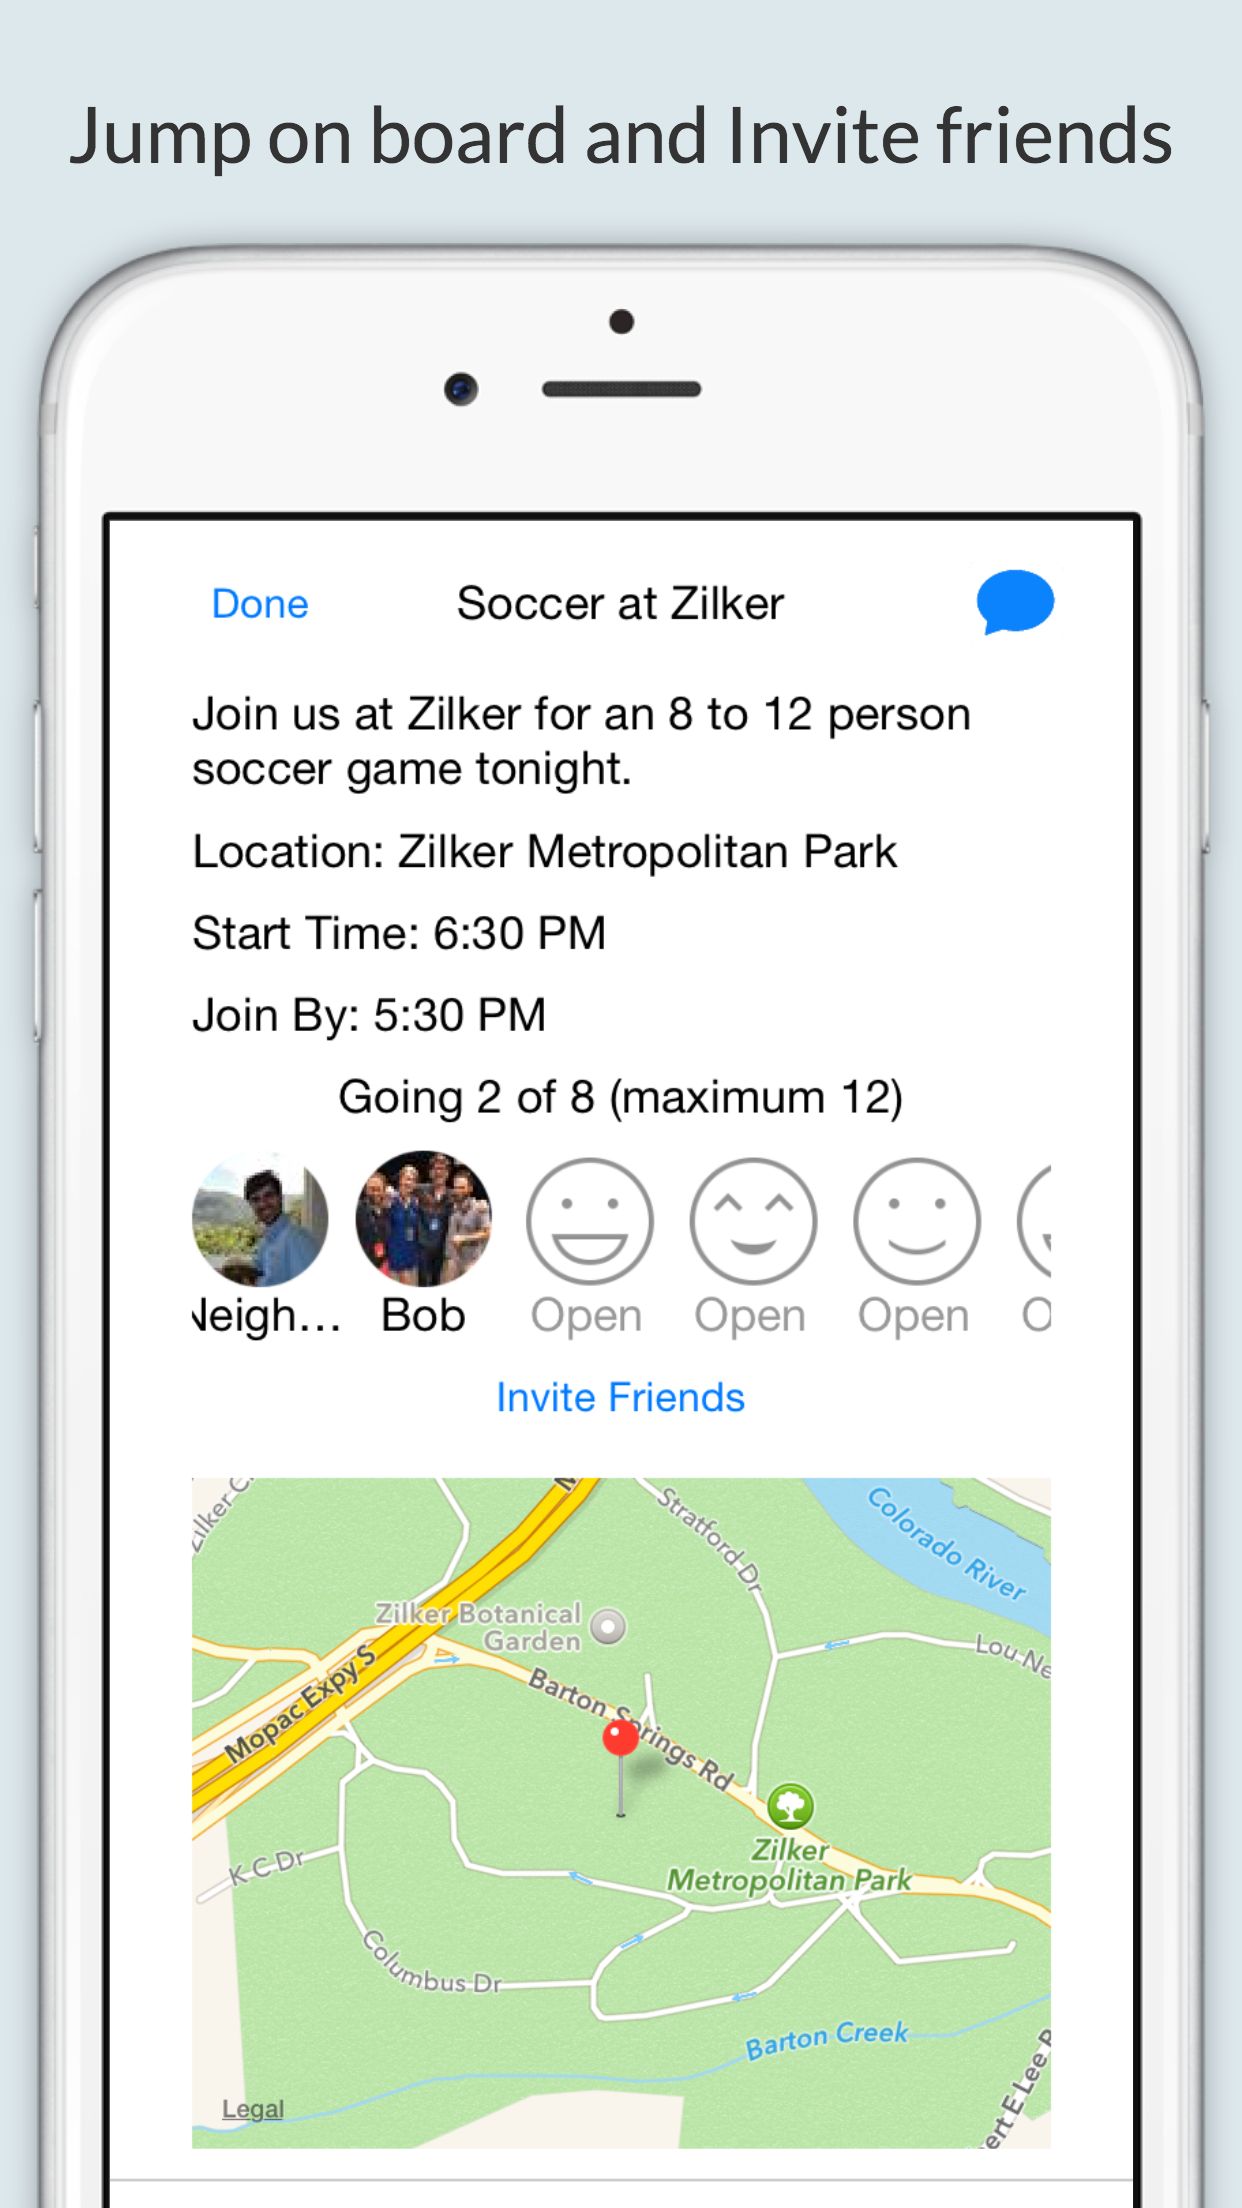 Jump on board and Invite friends
Done
Soccer at Zilker
Join us at Zilker for an 8 to 12 person
soccer game tonight.
Location: Zilker Metropolitan Park
Start Time: 6:30 PM
Join By: 5:30 PM
Going 2 of 8 (maximum 12)
Neigh... Bob Open Open Open O
Invite Friends
Stratford Dr
Colorado River
Zilker Botanical
Garden
Lou Ne
Mopac Expy S
Barton Springs Rd
Zilker
Metropolitan Park
K C Dr
Columbus Dr
Barton Creek
ert E Lee R
Legal